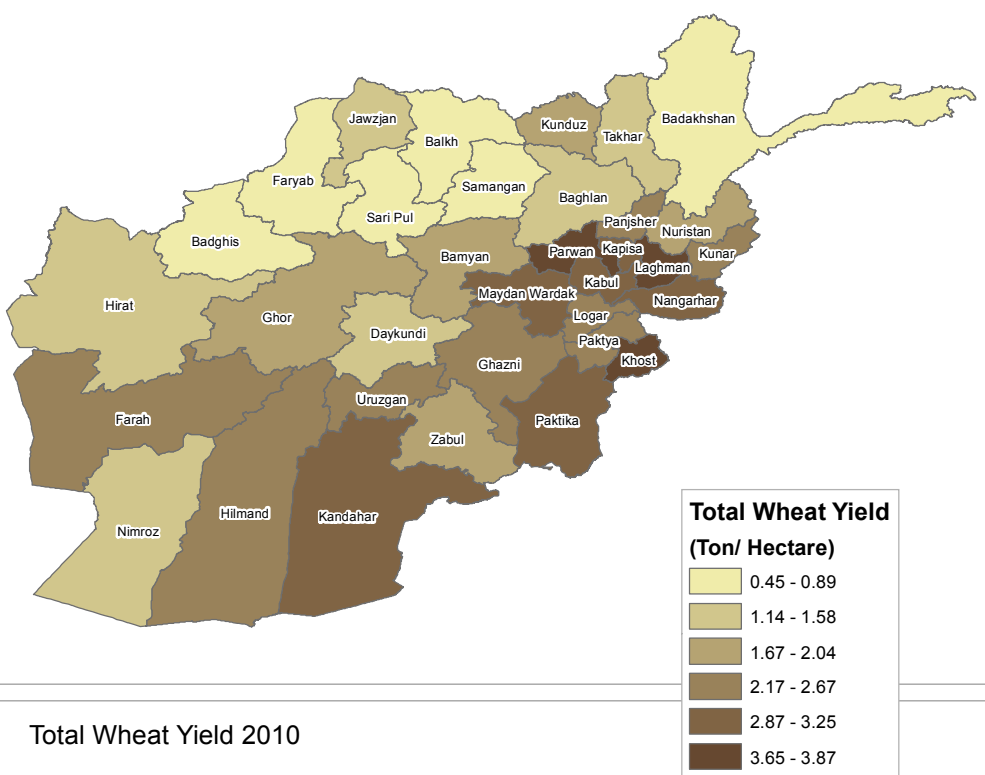 Badakhshan
Jawzjan
Kunduz
Takhar
Balkh
Faryab
Samangan
Baghlan
Sari Pul
Panjsher
Nuristan
Badghis
Parwan
Kapisa
Kunar
Bamyan
Laghman
Kabul
Maydan Wardak
Nangarhar
Hirat
Ghor
Logar
Daykundi
Paktya
Khost
Ghazni
Uruzgan
Farah
Paktika
Zabul
Hilmand
Kandahar
Nimroz
Total Wheat Yield
(Ton/ Hectare)
0.45 - 0.89
1.14 - 1.58
1.67 - 2.04
2.17 - 2.67
2.87 - 3.25
3.65 - 3.87
Total Wheat Yield 2010